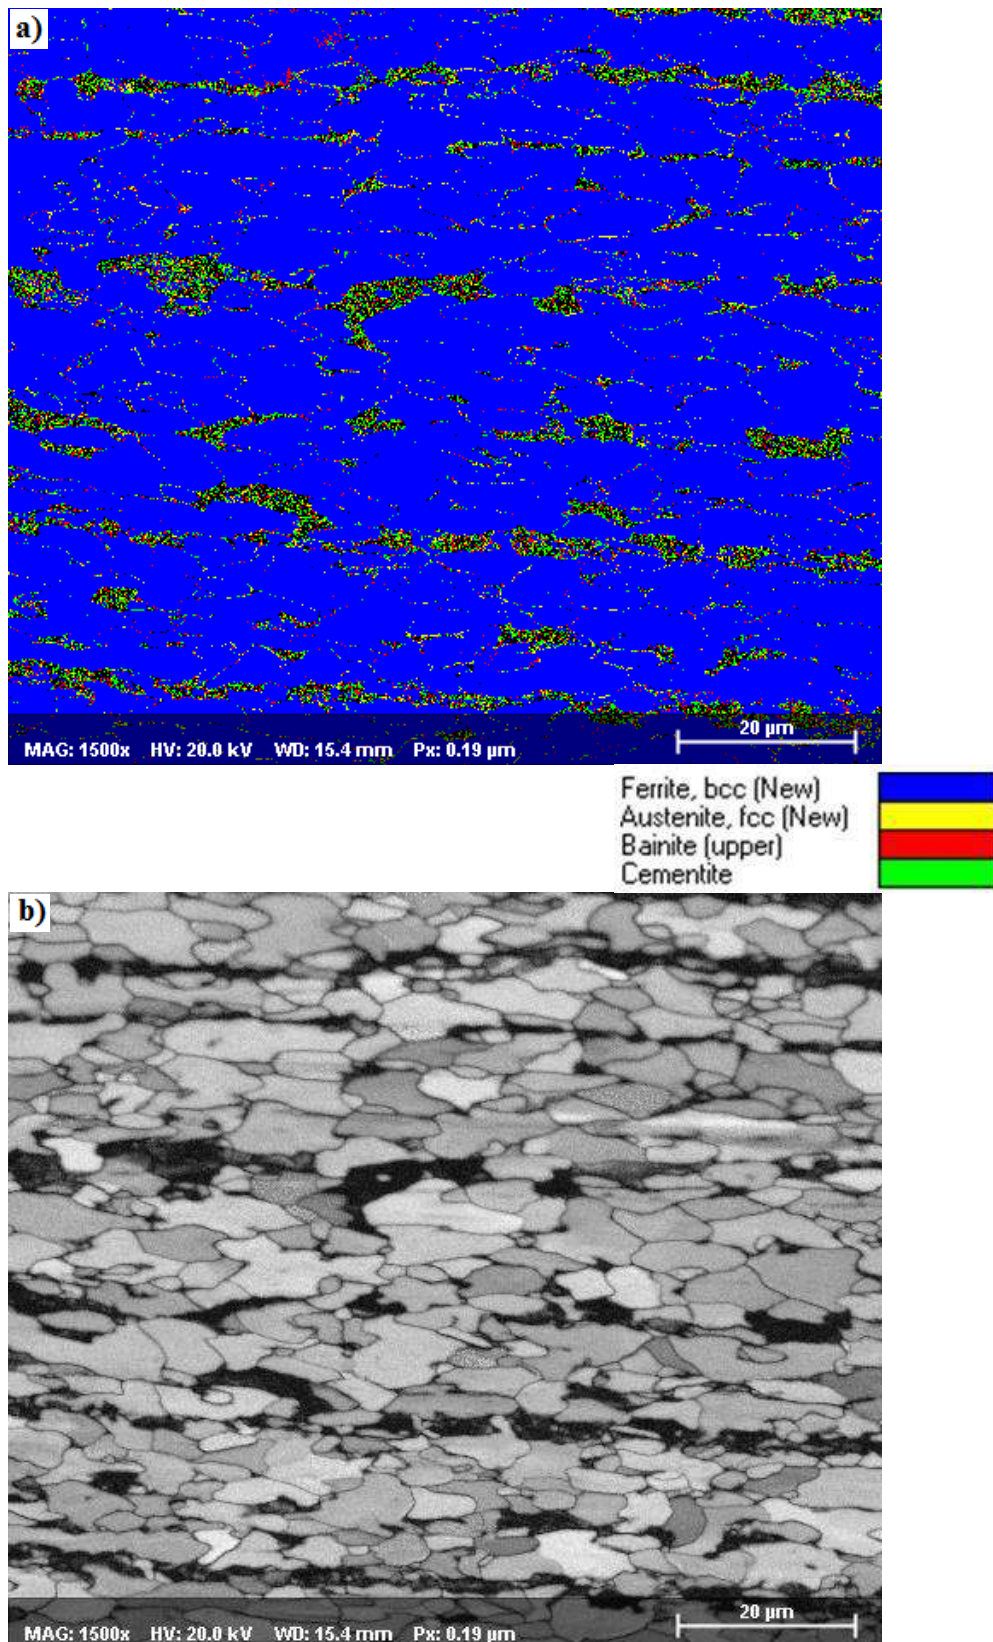 a)
20 µm
MAG: 1500x HV: 20.0 kV WD: 15.4 mm Px: 0.19 µm
Ferrite, bcc (New)
Austenite, fcc (New)
Bainite (upper)
Cementite
b)
20 µm
MAG: 1500x HV: 20.0 kV WD: 15.4 mm Px: 0.19 µm